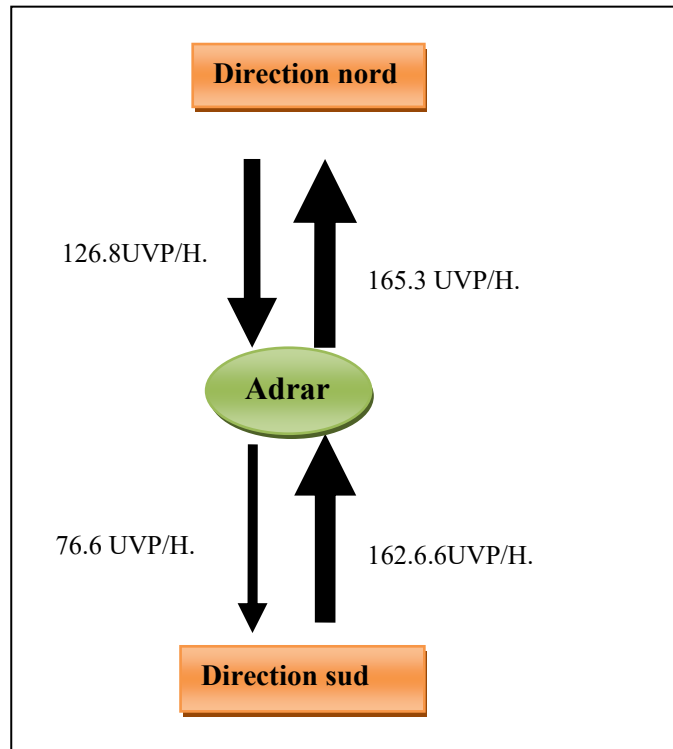 Direction nord
126.8UVP/H.
165.3 UVP/H.
Adrar
76.6 UVP/H.
162.6.6UVP/H.
Direction sud